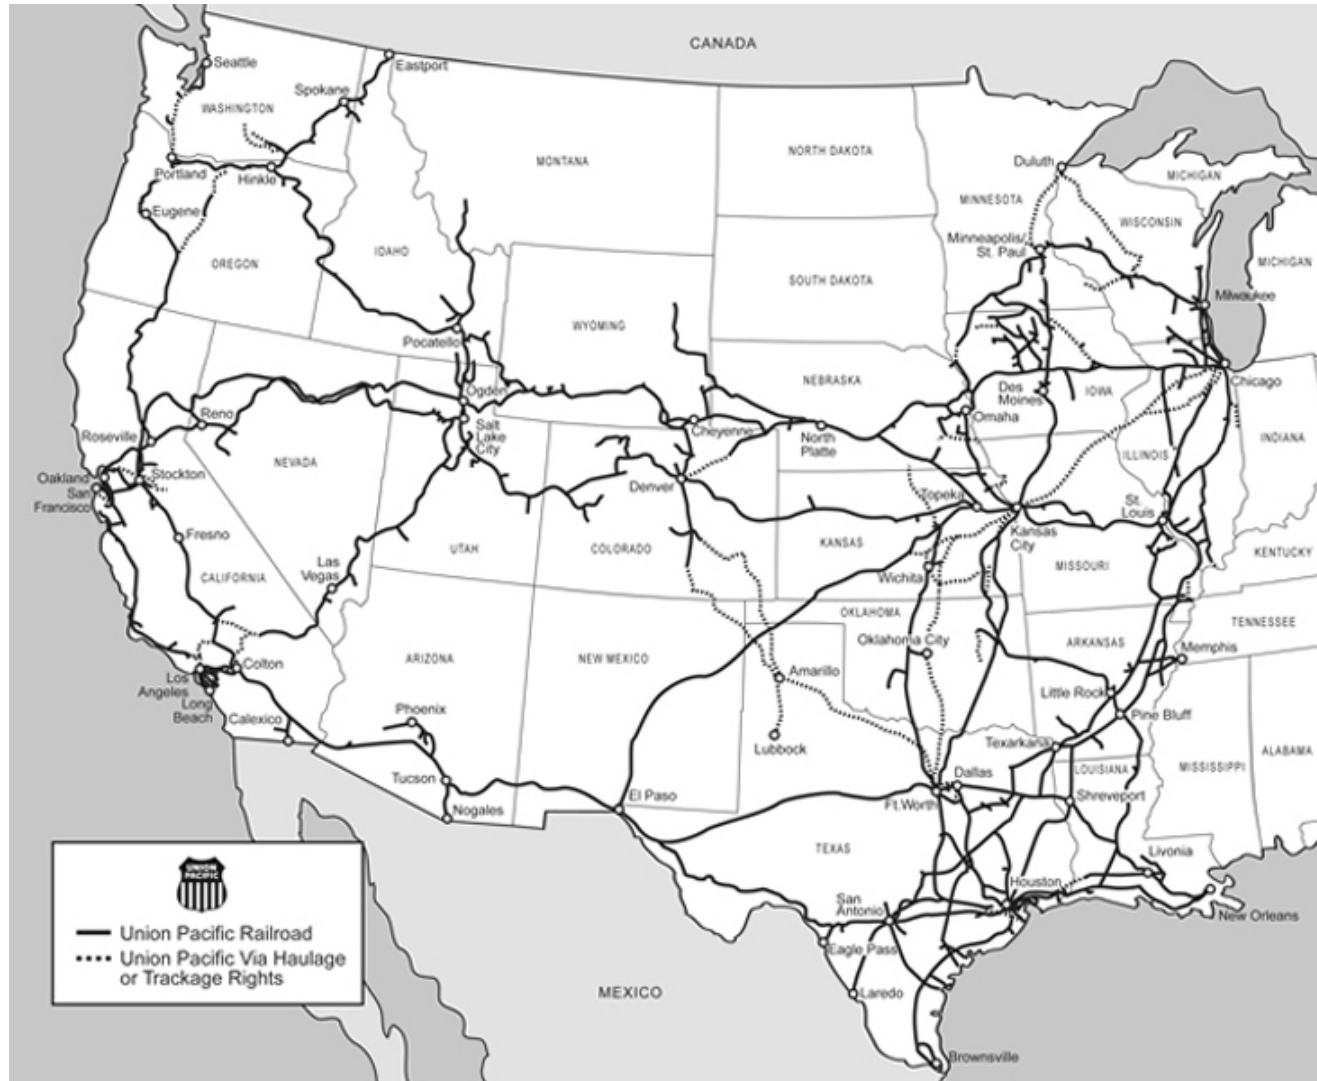 CANADA
Seattle
Eastport
Spokane
WASHINGTON
MONTANA
NORTH DAKOTA
Duluth
MICHIGAN
Portland
Hinkle
MINNESOTA
WISCONSIN
Eugene
Minneapolis/
St. Paul
IDAHO
OREGON
SOUTH DAKOTA
MICHIGAN
Milwaukee
WYOMING
Pocatello
NEBRASKA
Chicago
Ogden
Des
Moines
IOWA
Reno
Omaha
Salt
Lake
City
Cheyenne
North
Platte
Roseville
INDIANA
NEVADA
ILLINOIS
Oakland
Stockton
San
Francisco
Denver
Topeka
St.
Louis
Fresno
Kansas
City
UTAH
COLORADO
KANSAS
KENTUCKY
Las
Vegas
CALIFORNIA
Wichita
MISSOURI
OKLAHOMA
TENNESSEE
Oklahoma City
ARKANSAS
Memphis
Colton
ARIZONA
NEW MEXICO
Amarillo
Los
Angeles
Long
Beach
Little Rock
Calexico
Phoenix
Pine Bluff
Lubbock
Texarkana
ALABAMA
Tucson
Dallas
LOUISIANA
MISSISSIPPI
El Paso
Ft. Worth
Shreveport
Nogales
TEXAS
Livonia
UNION
PACIFIC
Houston
San
Antonio
New Orleans
Union Pacific Railroad
Eagle Pass
Union Pacific Via Haulage
or Trackage Rights
MEXICO
Laredo
Brownsville